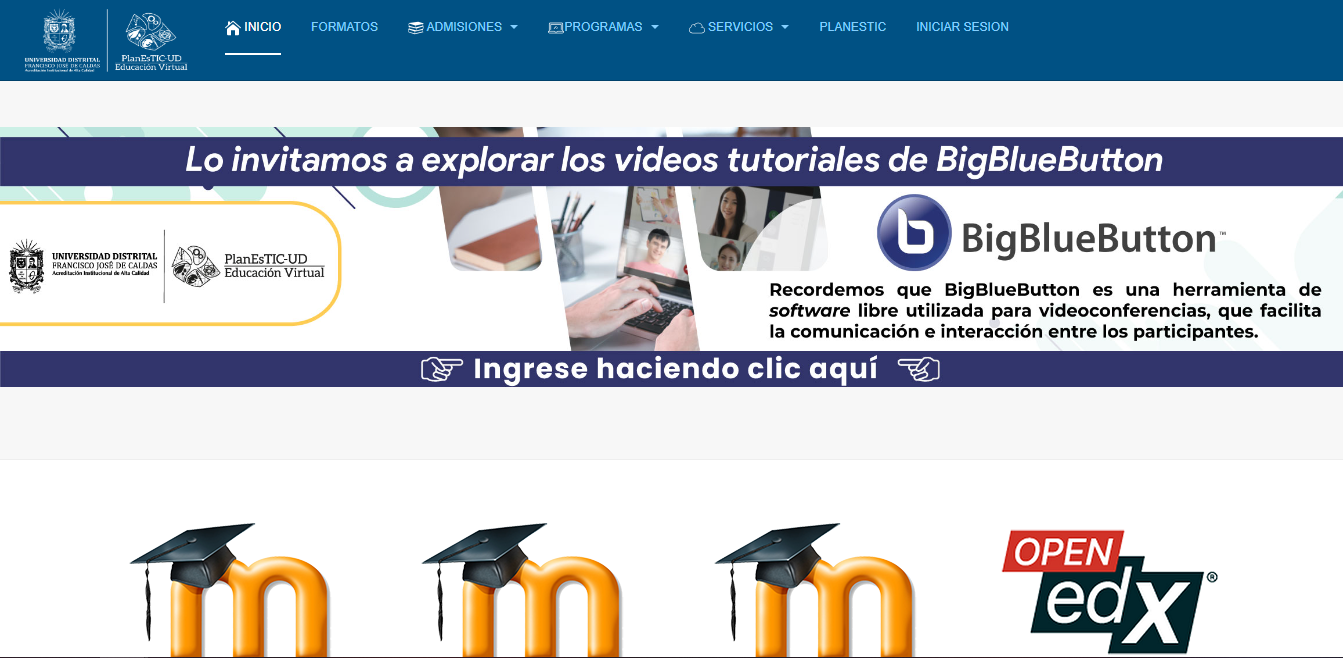 INICIO
FORMATOS
ADMISIONES
PROGRAMAS
SERVICIOS
PLANESTIC
INICIAR SESION
UNIVERSIDAD DISTRITAL
FRANCISCO JOSÉ DE CALDAS
Acreditación Institucional de Alta Calidad
PlanEsTIC-UD
Educación Virtual
Lo invitamos a explorar los videos tutoriales de BigBlueButton
UNIVERSIDAD DISTRITAL
FRANCISCO JOSÉ DE CALDAS
Acreditación Institucional de Alta Calidad
PlanEsTIC-UD
Educación Virtual
b
BigBlueButton™
Recordemos que BigBlueButton es una herramienta de
software libre utilizada para videoconferencias, que facilita
la comunicación e interacción entre los participantes.
Ingrese haciendo clic aquí
m
m
m
OPEN
edX®